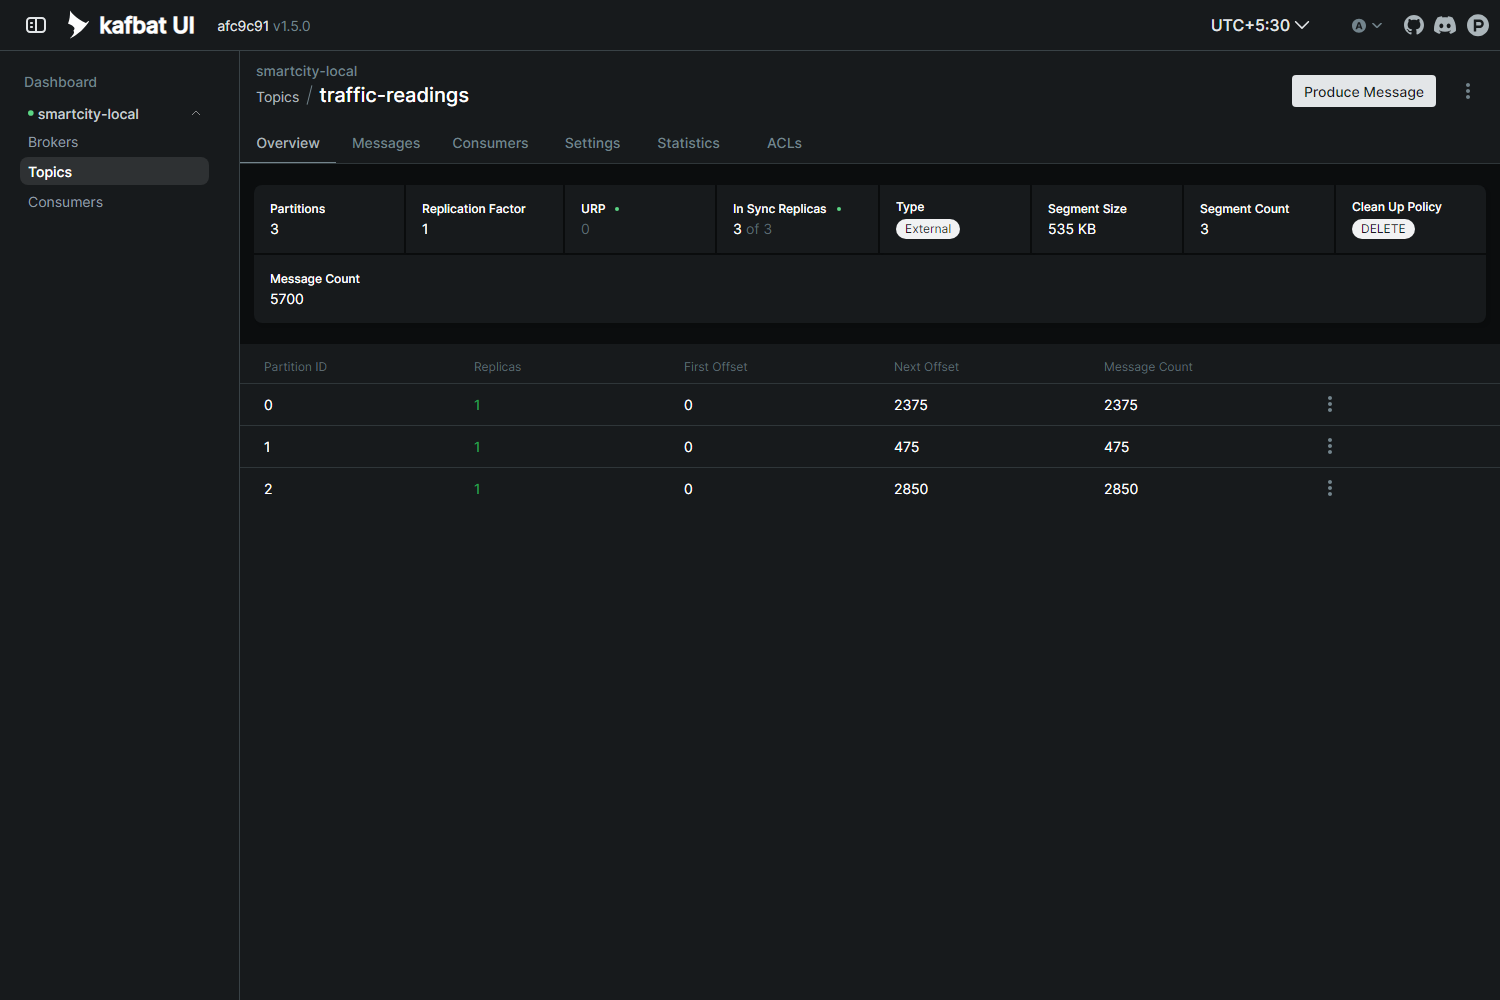 kafbat UI afc9c91 v1.5.0 UTC+5:30 A P
Dashboard
smartcity-local
Brokers
Topics
Consumers
smartcity-local
Topics / traffic-readings
Produce Message
Overview Messages Consumers Settings Statistics ACLs
Partitions Replication Factor URP In Sync Replicas Type Segment Size Segment Count Clean Up Policy
3 1 0 3 of 3 External 535 KB 3 DELETE
Message Count
5700
Partition ID Replicas First Offset Next Offset Message Count
0 1 0 2375 2375
1 1 0 475 475
2 1 0 2850 2850